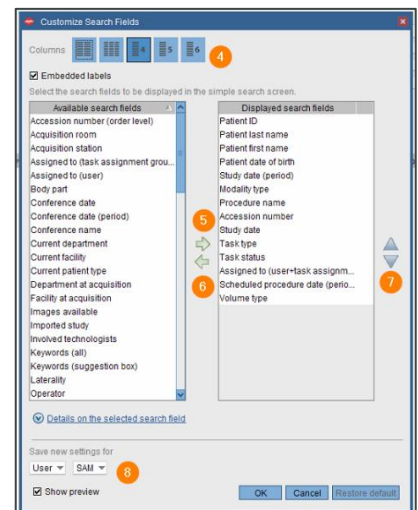 Customize Search Fields
Columns 4 5 6 4
Embedded labels
Select the search fields to be displayed in the simple search screen.
Available search fields
Accession number (order level)
Acquisition room
Acquisition station
Assigned to (task assignment grou...
Assigned to (user)
Body part
Conference date
Conference date (period)
Conference name
Current department
Current facility
Current patient type
Department at acquisition
Facility at acquisition
Images available
Imported study
Involved technologists
Keywords (all)
Keywords (suggestion box)
Laterality
Operator
5
6
Displayed search fields
Patient ID
Patient last name
Patient first name
Patient date of birth
Study date (period)
Modality type
Procedure name
Accession number
Study date
Task type
Task status
Assigned to (user+task assignm...
Scheduled procedure date (perio...
Volume type
7
Details on the selected search field
Save new settings for
User SAM 8
Show preview
OK Cancel Restore default